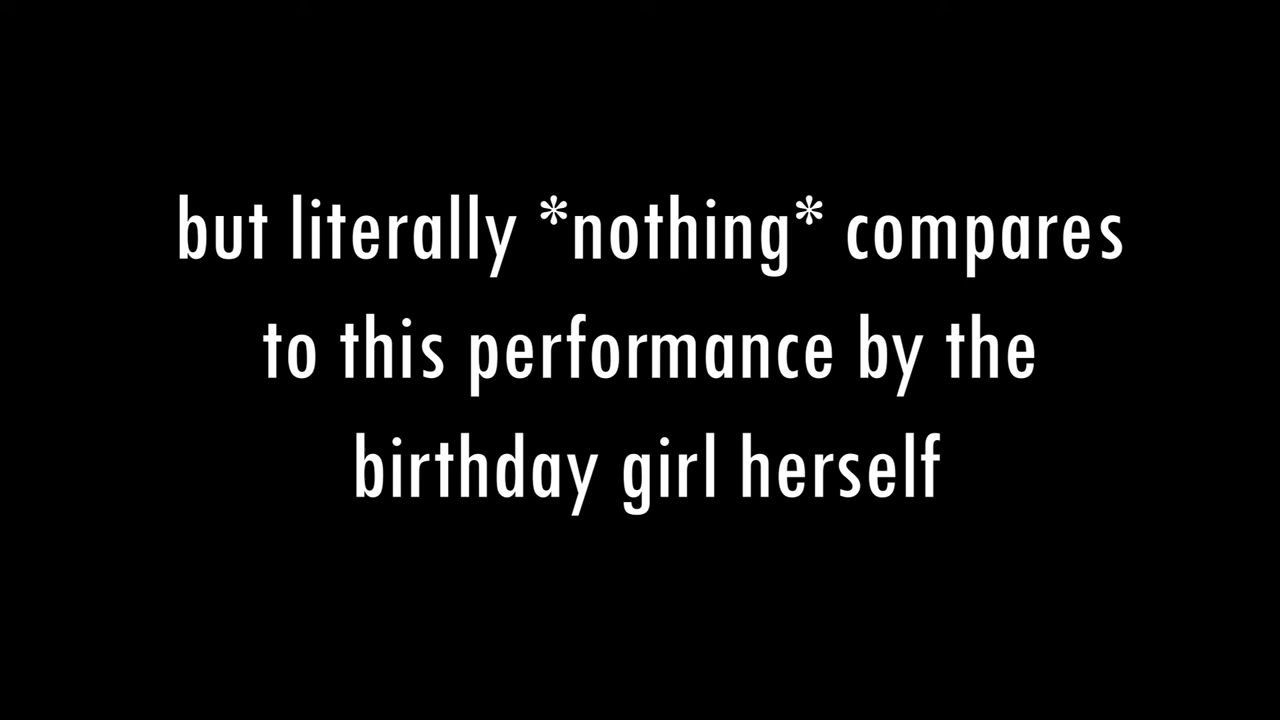 but literally *nothing* compares
to this performance by the
birthday girl herself